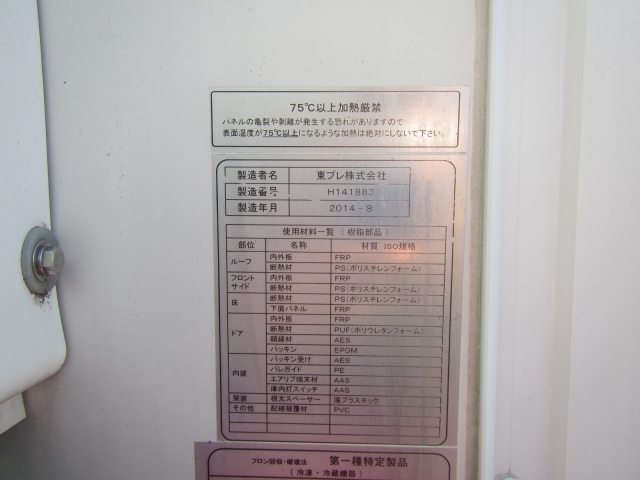 75℃以上加熱厳禁
パネルの亀裂や剥離が発生する恐れがありますので
表面温度が75℃以上になるような加熱は絶対にしないで下さい。
製造者名 東プレ株式会社
製造番号 H141883
製造年月 2014-8
使用材料一覧（樹脂部品）
部位 名称 材質 ISO規格
ルーフ 内外板 FRP
断熱材 PS(ポリスチレンフォーム)
フロント サイド 内外板 FRP
断熱材 PS(ポリスチレンフォーム)
床 断熱材 PS(ポリスチレンフォーム)
下面パネル FRP
ドア 内外板 FRP
断熱材 PUF(ポリウレタンフォーム)
額縁材 AES
パッキン EPDM
内装 パッキン受け AES
バレガイド PE
エアリブ端末材 AAS
庫内灯スイッチ AAS
架装 根太スペーサー 廃プラスチック
その他 配線被覆材 PVC
フロン回収・破壊法 第一種特定製品
（冷凍・冷蔵機器）